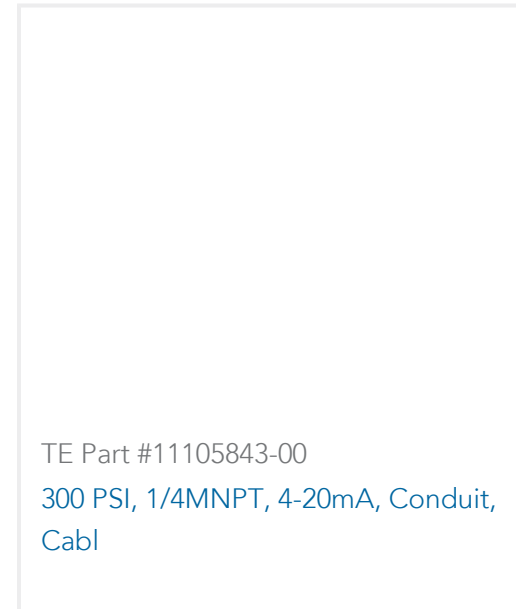 TE Part #11105843-00
300 PSI, 1/4MNPT, 4-20mA, Conduit,
Cabl